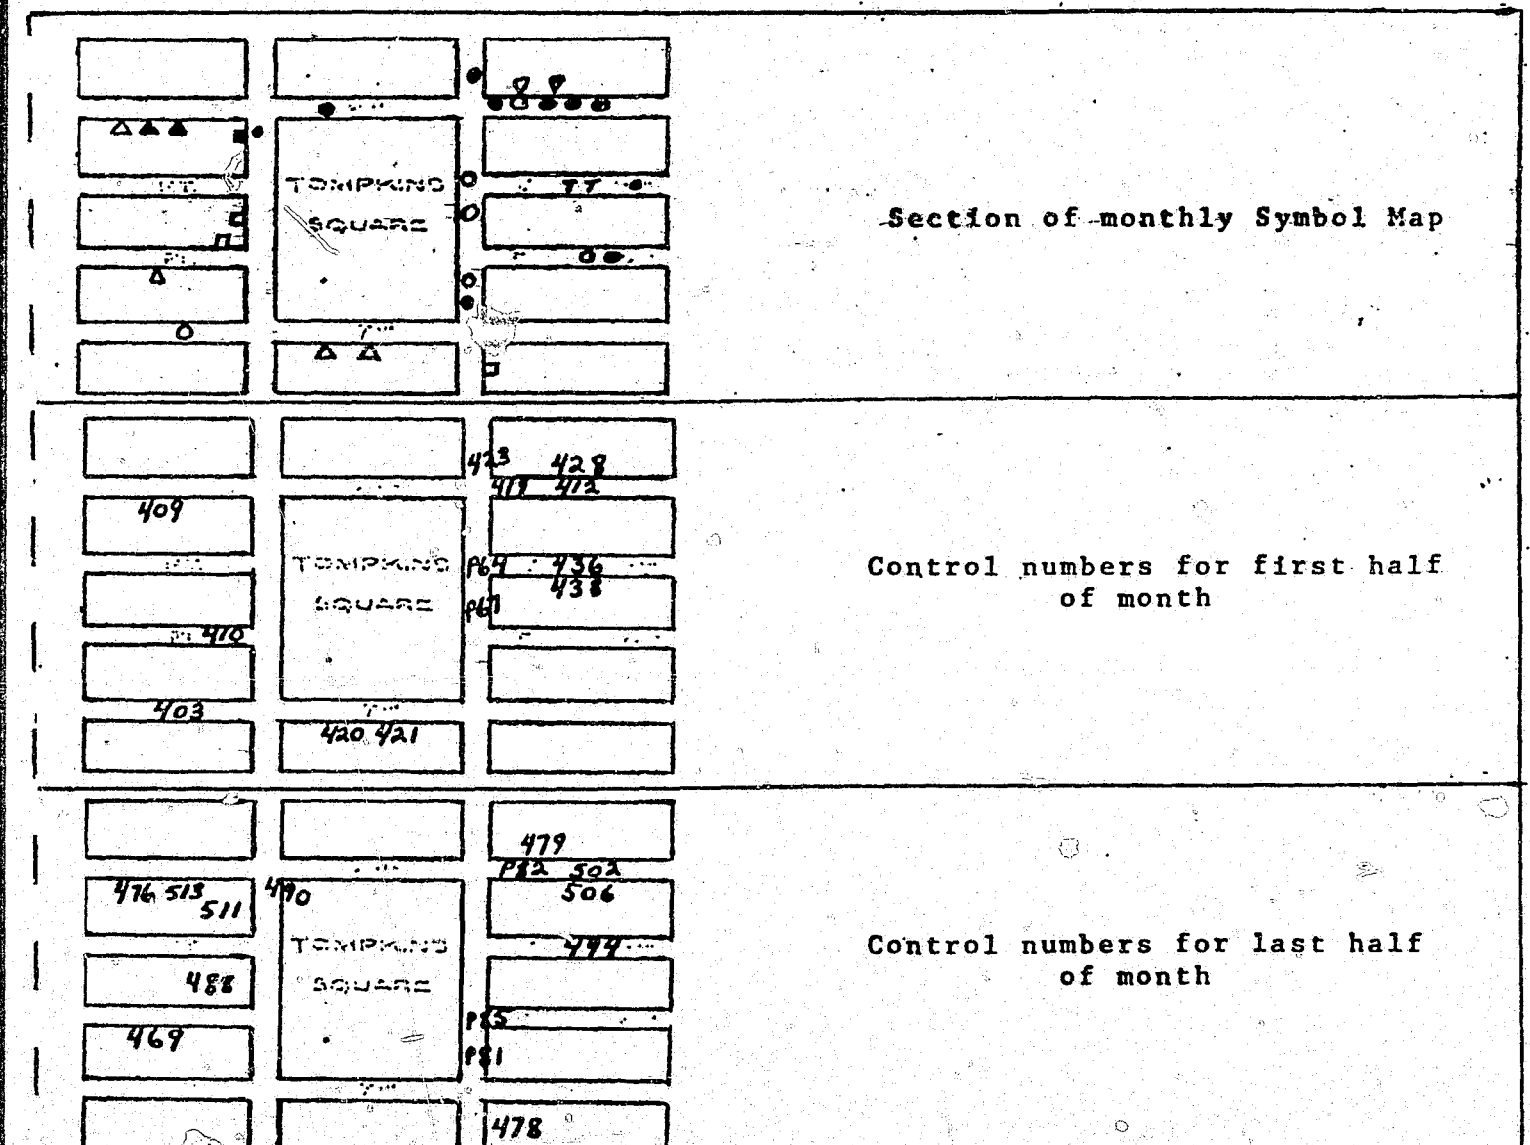 TOMPKINS
SQUARE
T T
Section of monthly Symbol Map
423
428
419 412
409
TOMPKINS
SQUARE
P64
436
438
P67
410
403
420 421
Control numbers for first half
of month
479
P82 502
476 513
490
506
511
TOMPKINS
SQUARE
494
488
P85
469
P81
478
Control numbers for last half
of month